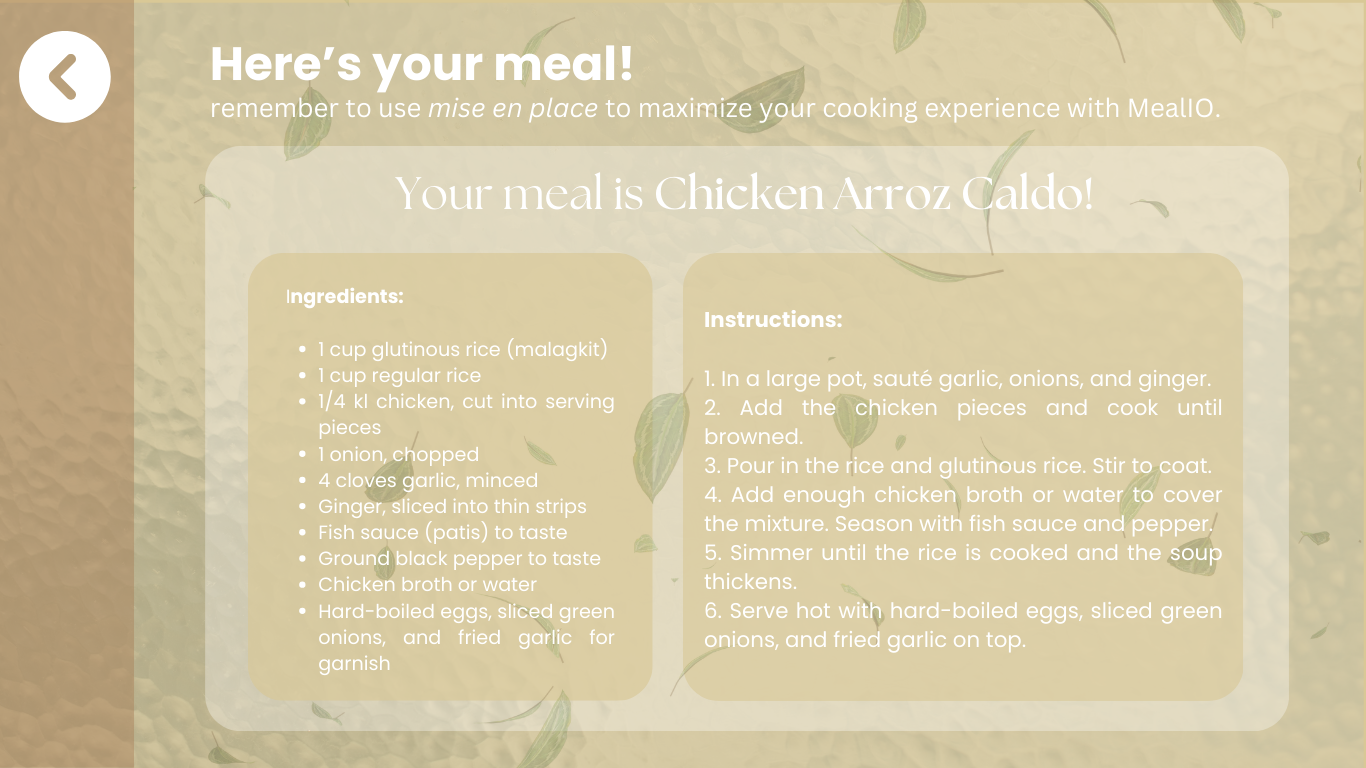 Here’s your meal!
remember to use mise en place to maximize your cooking experience with MealIO.
Your meal is Chicken Arroz Caldo!
Ingredients:
• 1 cup glutinous rice (malagkit)
• 1 cup regular rice
• 1/4 kl chicken, cut into serving
pieces
• 1 onion, chopped
• 4 cloves garlic, minced
• Ginger, sliced into thin strips
• Fish sauce (patis) to taste
• Ground black pepper to taste
• Chicken broth or water
• Hard-boiled eggs, sliced green
onions, and fried garlic for
garnish
Instructions:
1. In a large pot, sauté garlic, onions, and ginger.
2. Add the chicken pieces and cook until
browned.
3. Pour in the rice and glutinous rice. Stir to coat.
4. Add enough chicken broth or water to cover
the mixture. Season with fish sauce and pepper.
5. Simmer until the rice is cooked and the soup
thickens.
6. Serve hot with hard-boiled eggs, sliced green
onions, and fried garlic on top.